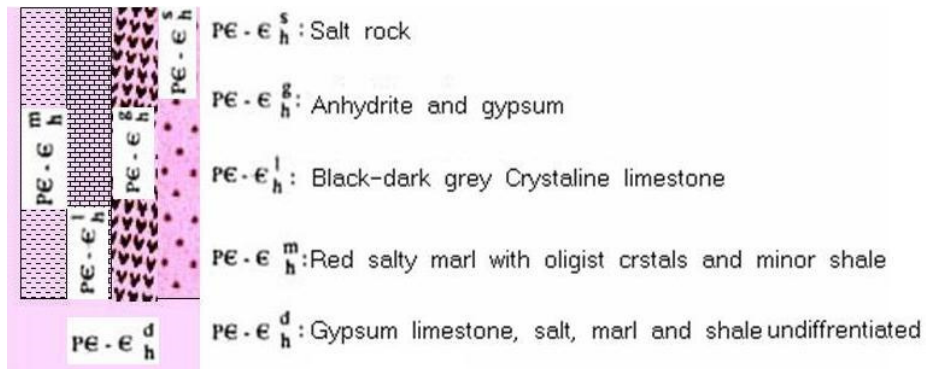 PЄ - Є s h : Salt rock
PЄ - Є g h : Anhydrite and gypsum
PЄ - Є l h : Black-dark grey Crystaline limestone
PЄ - Є m h : Red salty marl with oligist crstals and minor shale
PЄ - Є d h : Gypsum limestone, salt, marl and shale undiffrentiated
PЄ - Є m h
PЄ - Є l h
PЄ - Є g h
PЄ - Є s h
PЄ - Є d h